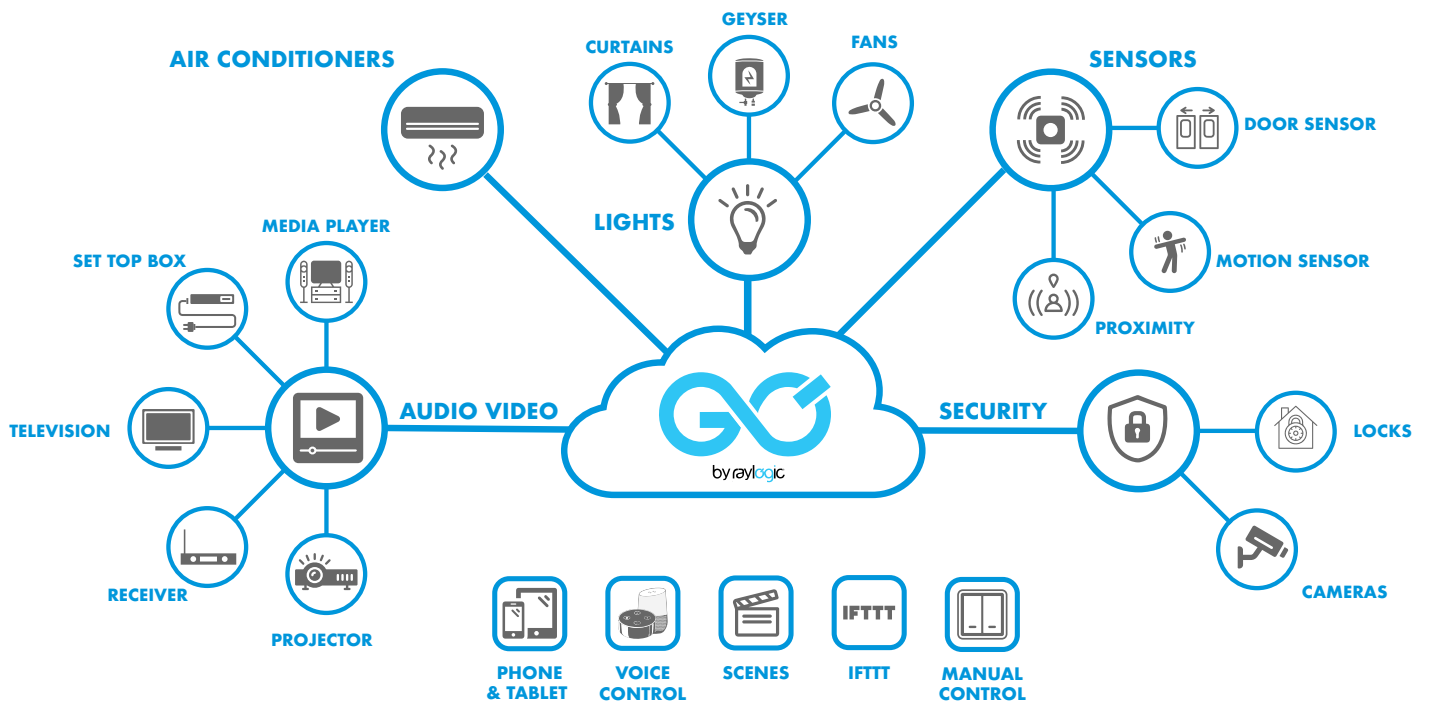 GEYSER
CURTAINS
FANS
AIR CONDITIONERS
SENSORS
DOOR SENSOR
LIGHTS
MEDIA PLAYER
SET TOP BOX
MOTION SENSOR
PROXIMITY
AUDIO VIDEO
GO
SECURITY
TELEVISION
LOCKS
by raylogic
RECEIVER
CAMERAS
PROJECTOR
IFTTT
PHONE
& TABLET
VOICE
CONTROL
SCENES
IFTTT
MANUAL
CONTROL